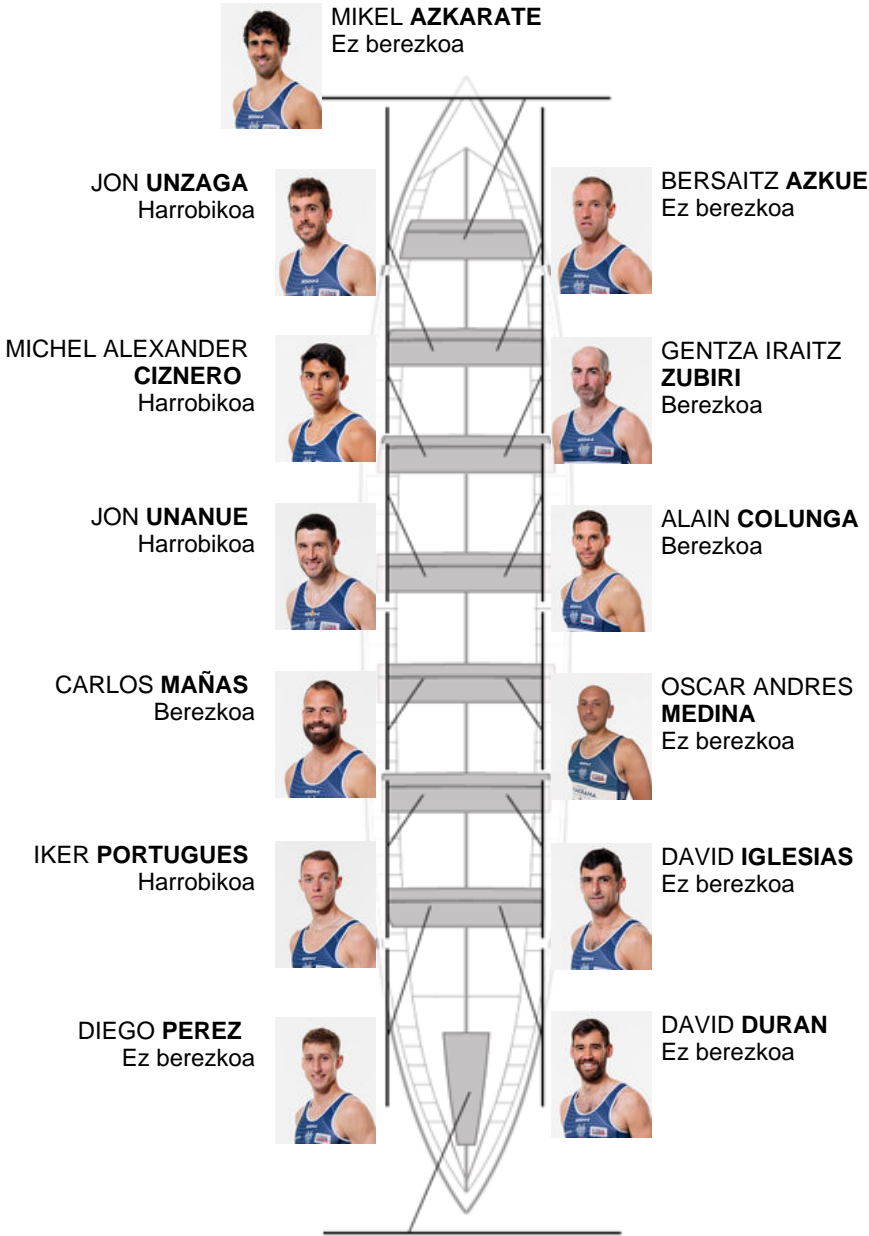 MIKEL AZKARATE
Ez berezkoa
JON UNZAGA
Harrobikoa
BERSAITZ AZKUE
Ez berezkoa
MICHEL ALEXANDER
CIZNERO
Harrobikoa
GENTZA IRAITZ
ZUBIRI
Berezkoa
JON UNANUE
Harrobikoa
ALAIN COLUNGA
Berezkoa
CARLOS MAÑAS
Berezkoa
OSCAR ANDRES
MEDINA
Ez berezkoa
IKER PORTUGUES
Harrobikoa
DAVID IGLESIAS
Ez berezkoa
DIEGO PEREZ
Ez berezkoa
DAVID DURAN
Ez berezkoa